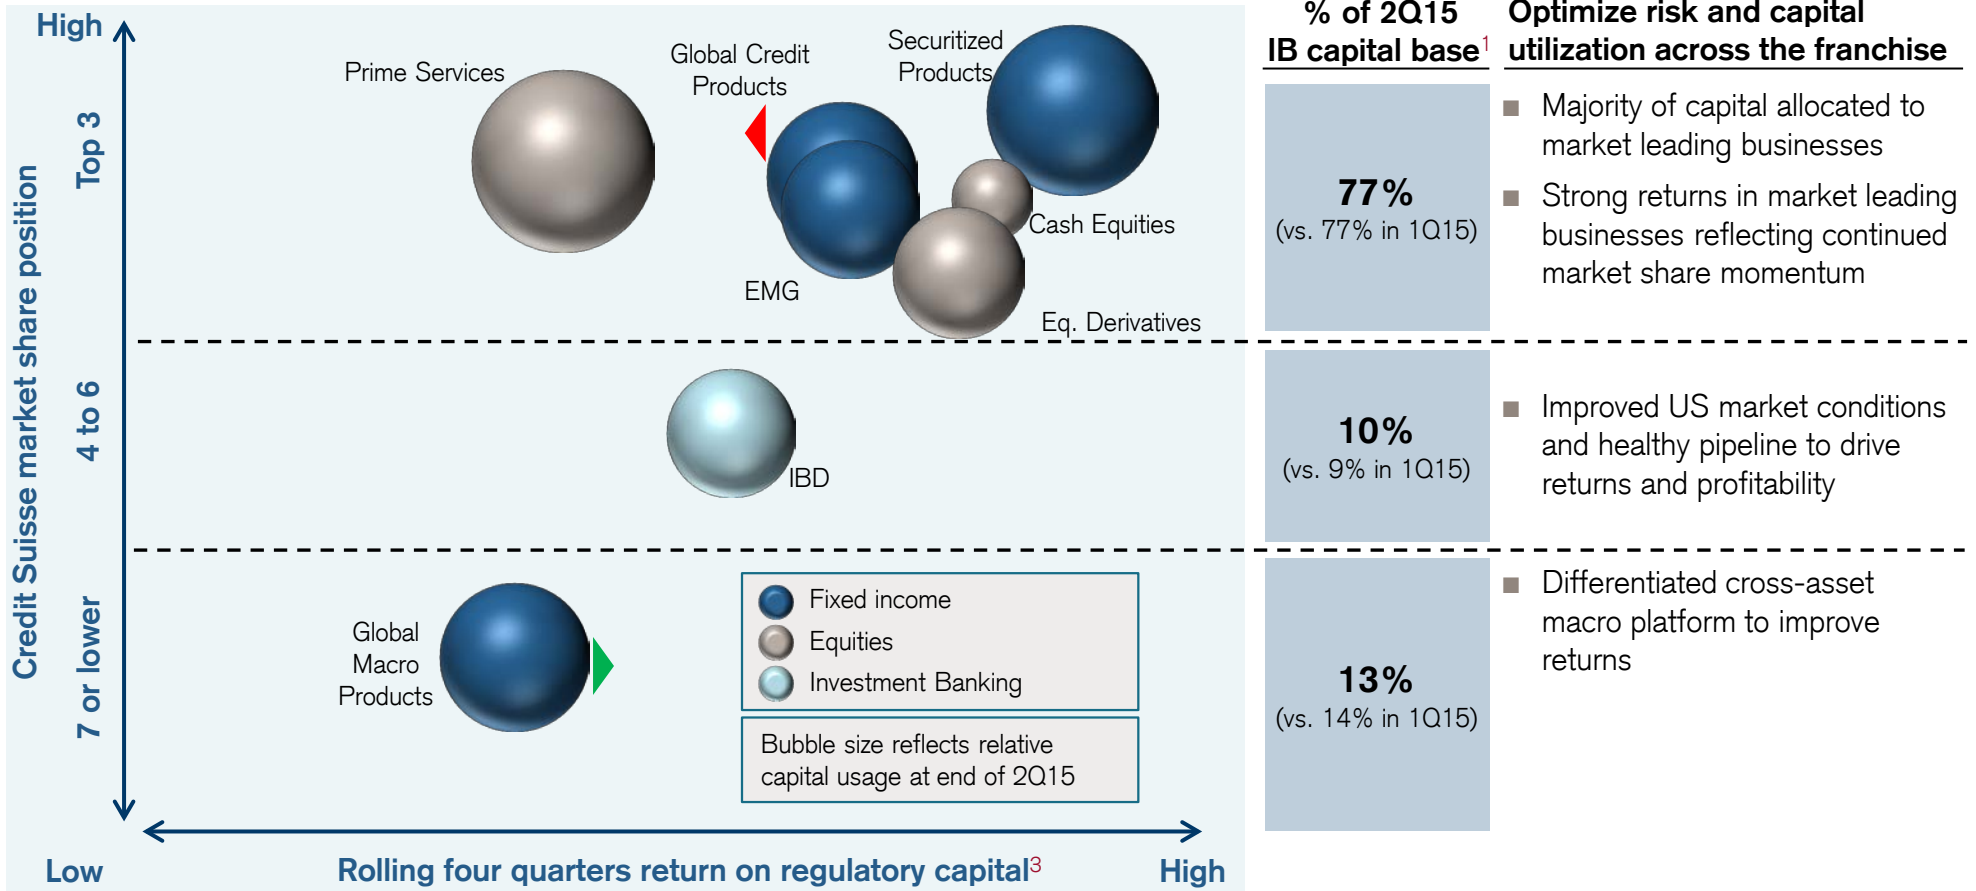 High
Credit Suisse market share position
Top 3
4 to 6
7 or lower
Low
Rolling four quarters return on regulatory capital3
High
Prime Services
Global Credit
Products
Securitized
Products
Cash Equities
EMG
Eq. Derivatives
IBD
Global
Macro
Products
Fixed income
Equities
Investment Banking
Bubble size reflects relative
capital usage at end of 2Q15
% of 2Q15
IB capital base1
77%
(vs. 77% in 1Q15)
10%
(vs. 9% in 1Q15)
13%
(vs. 14% in 1Q15)
Optimize risk and capital
utilization across the franchise
Majority of capital allocated to
market leading businesses
Strong returns in market leading
businesses reflecting continued
market share momentum
Improved US market conditions
and healthy pipeline to drive
returns and profitability
Differentiated cross-asset
macro platform to improve
returns